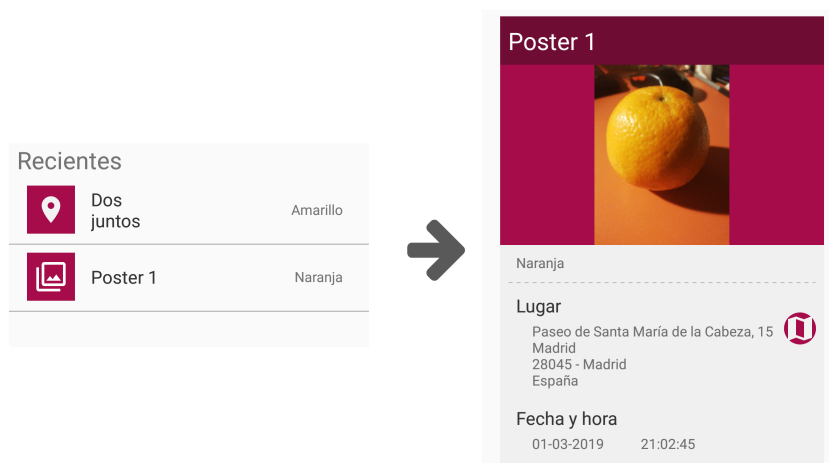 Recientes
Dos
juntos
Amarillo
Poster 1
Naranja
Poster 1
Naranja
Lugar
Paseo de Santa María de la Cabeza, 15
Madrid
28045 - Madrid
España
Fecha y hora
01-03-2019 21:02:45